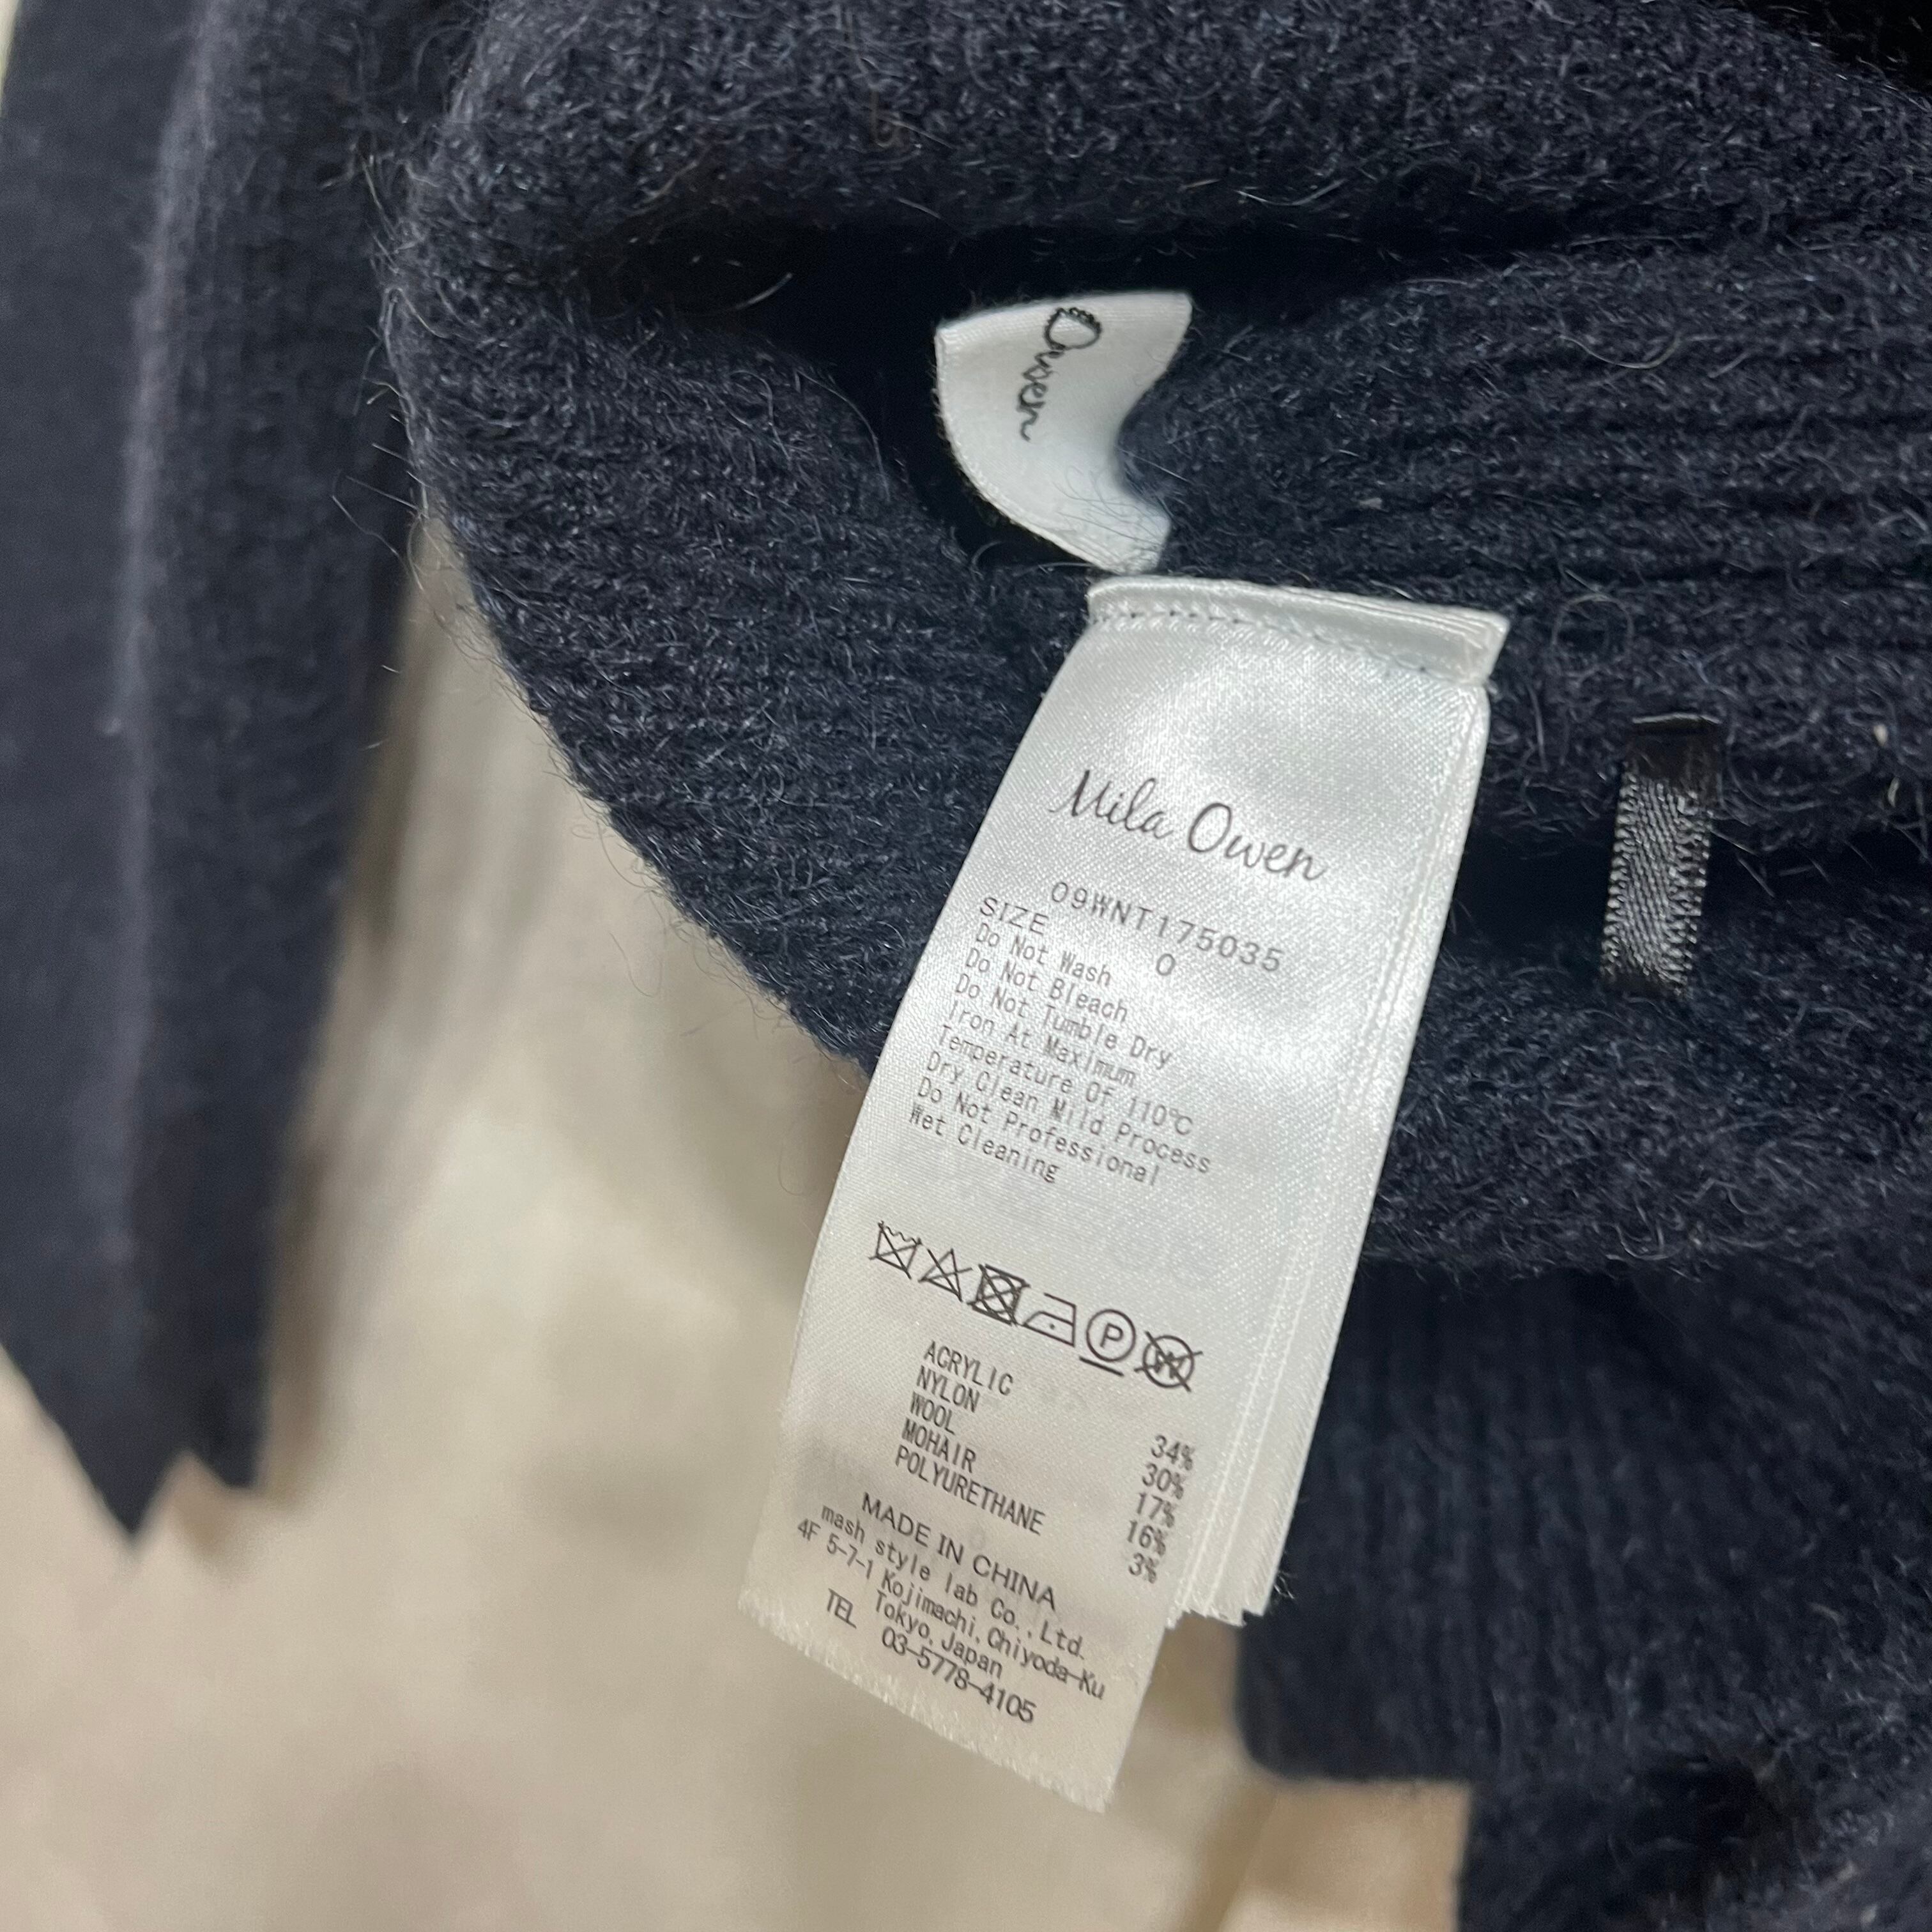 Owen
Mila Owen
09WNT175035
SIZE 0
Do Not Wash
Do Not Bleach
Do Not Tumble Dry
Iron At Maximum
Temperature Of 110℃
Dry Clean Mild Process
Do Not Professional
Wet Cleaning
P W
ACRYLIC 34%
NYLON 30%
WOOL 17%
MOHAIR 16%
POLYURETHANE 3%
MADE IN CHINA
mash style lab Co.,Ltd.
4F 5-7-1 Kojimachi,Chiyoda-Ku
Tokyo,Japan
TEL 03-5778-4105